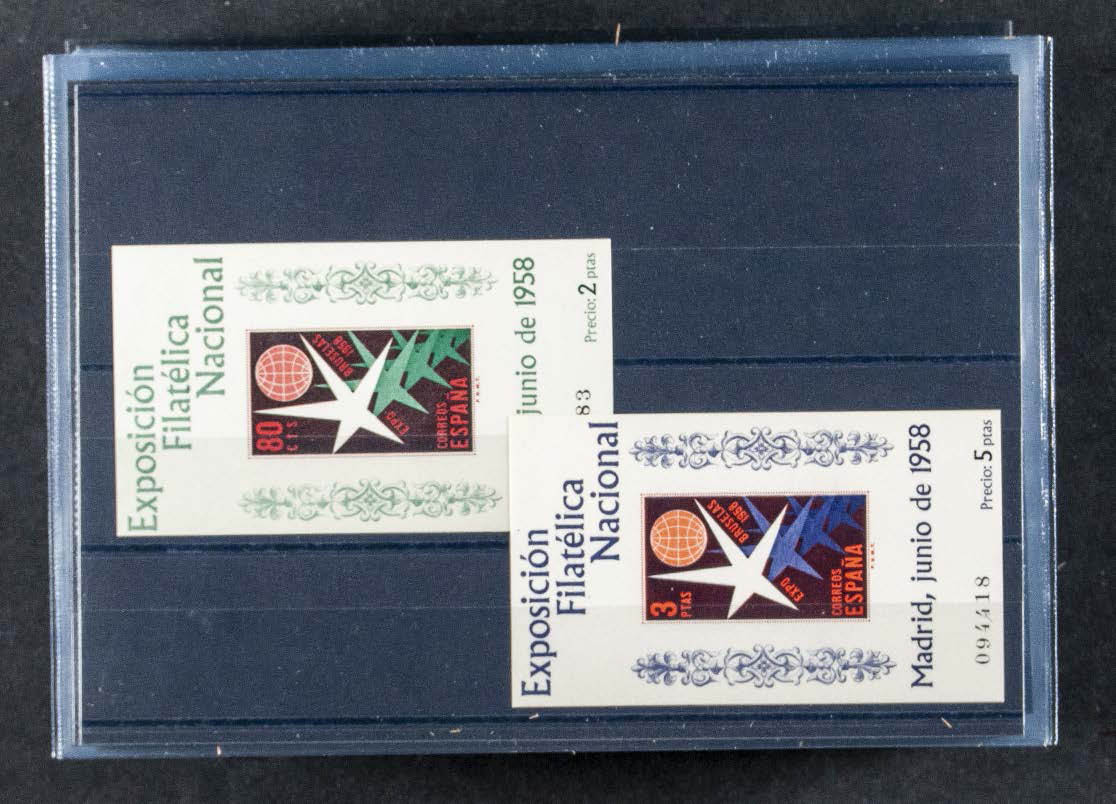 Exposición
Filatélica
Nacional
80
CTS
BRUSELAS
1958
EXPO
CORREOS
ESPAÑA
F.N.M.T.
junio de 1958
83
Precio: 2 ptas
Exposición
Filatélica
Nacional
3
PTAS
BRUSELAS
1958
EXPO
CORREOS
ESPAÑA
F.N.M.T.
Madrid, junio de 1958
094418
Precio: 5 ptas